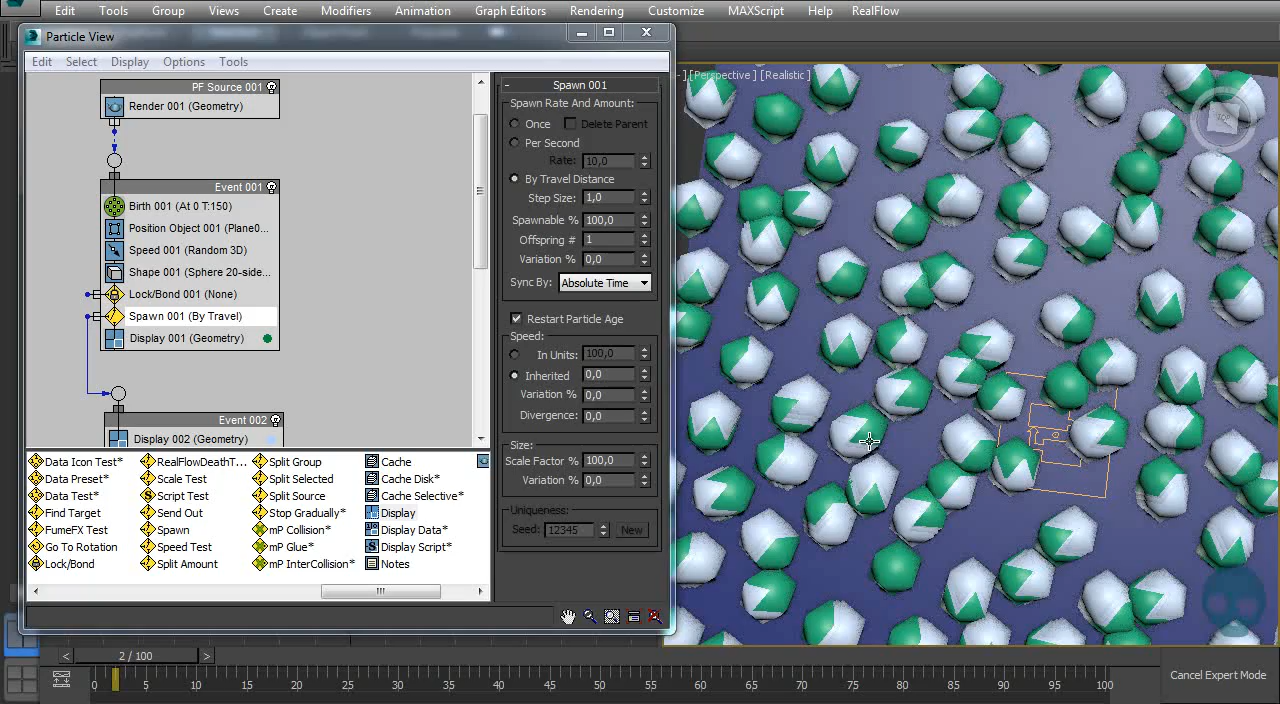 Edit Tools Group Views Create Modifiers Animation Graph Editors Rendering Customize MAXScript Help RealFlow
Particle View
Edit Select Display Options Tools
PF Source 001
Render 001 (Geometry)
Event 001
Birth 001 (At 0 T:150)
Position Object 001 (Plane0...
Speed 001 (Random 3D)
Shape 001 (Sphere 20-side...
Lock/Bond 001 (None)
Spawn 001 (By Travel)
Display 001 (Geometry)
Event 002
Display 002 (Geometry)
- Spawn 001
Spawn Rate And Amount:
Once Delete Parent
Per Second
Rate: 10,0
By Travel Distance
Step Size: 1,0
Spawnable % 100,0
Offspring # 1
Variation % 0,0
Sync By: Absolute Time
Restart Particle Age
Speed:
In Units: 100,0
Inherited 0,0
Variation % 0,0
Divergence: 0,0
Size:
Scale Factor % 100,0
Variation % 0,0
Uniqueness:
Seed: 12345 New
Data Icon Test* RealFlowDeathT... Split Group Cache
Data Preset* Scale Test Split Selected Cache Disk*
Data Test* Script Test Split Source Cache Selective*
Find Target Send Out Stop Gradually* Display
FumeFX Test Spawn mP Collision* Display Data*
Go To Rotation Speed Test mP Glue* Display Script*
Lock/Bond Split Amount mP InterCollision* Notes
-] [Perspective ] [Realistic ]
TOP
< 2 / 100 >
0 5 10 15 20 25 30 35 40 45 50 55 60 65 70 75 80 85 90 95 100
Cancel Expert Mode